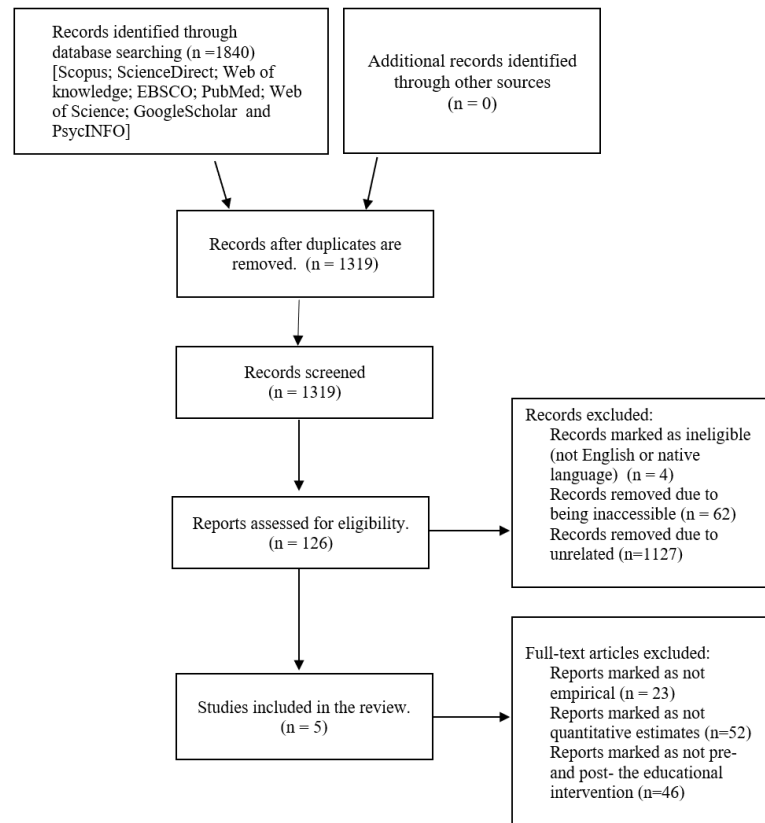 Records identified through
database searching (n =1840)
[Scopus; ScienceDirect; Web of
knowledge; EBSCO; PubMed; Web
of Science; GoogleScholar and
PsycINFO]
Additional records identified
through other sources
(n = 0)
Records after duplicates are
removed. (n = 1319)
Records screened
(n = 1319)
Records excluded:
Records marked as ineligible
(not English or native
language) (n = 4)
Records removed due to
being inaccessible (n = 62)
Records removed due to
unrelated (n=1127)
Reports assessed for eligibility.
(n = 126)
Full-text articles excluded:
Reports marked as not
empirical (n = 23)
Reports marked as not
quantitative estimates (n=52)
Reports marked as not pre-
and post- the educational
intervention (n=46)
Studies included in the review.
(n = 5)